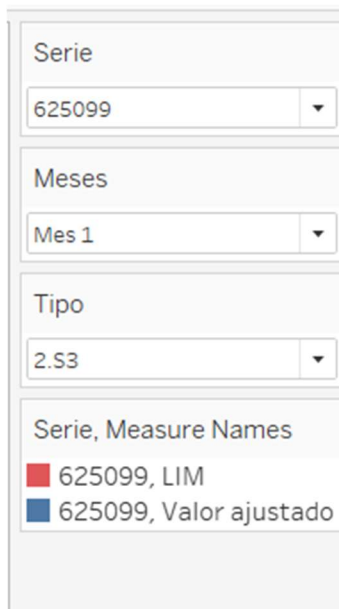 Serie
625099
Meses
Mes 1
Tipo
2.S3
Serie, Measure Names
625099, LIM
625099, Valor ajustado